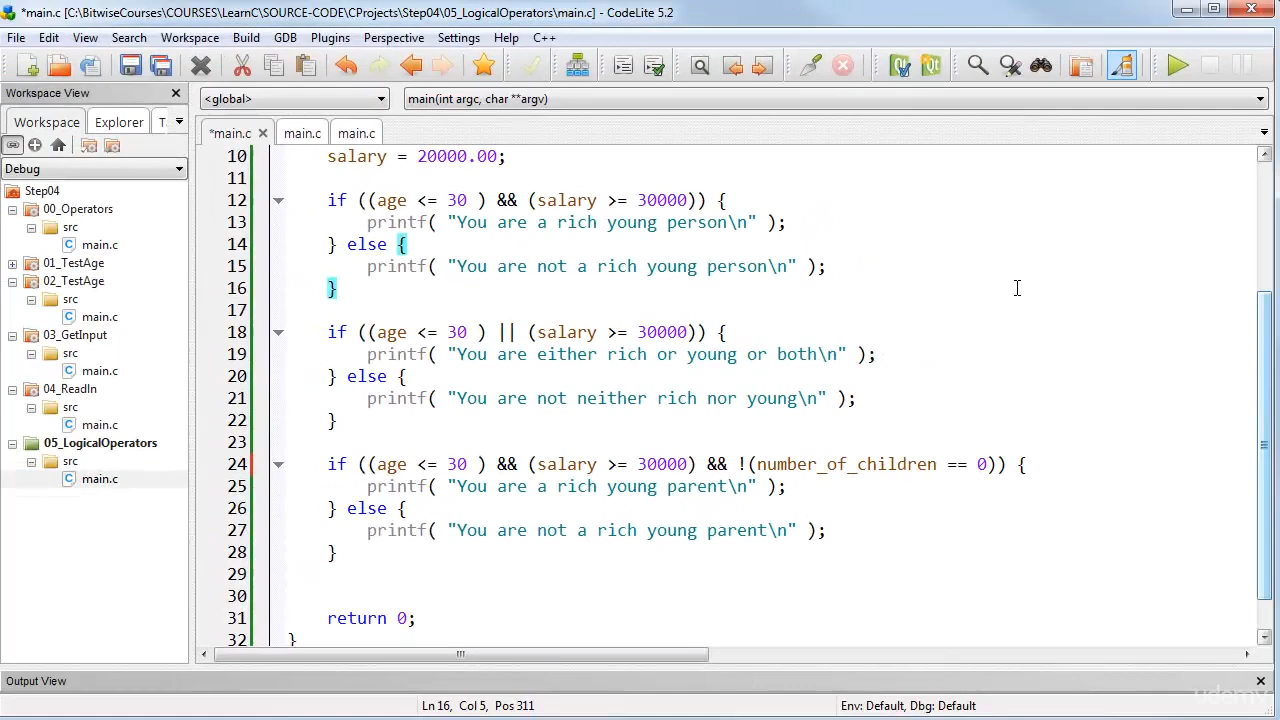 *main.c [C:\BitwiseCourses\COURSES\LearnC\SOURCE-CODE\CProjects\Step04\05_LogicalOperators\main.c] - CodeLite 5.2
File Edit View Search Workspace Build GDB Plugins Perspective Settings Help C++
Workspace View
<global> main(int argc, char **argv)
Workspace Explorer T
*main.c main.c main.c
Debug
Step04
00_Operators
src
main.c
01_TestAge
02_TestAge
src
main.c
03_GetInput
src
main.c
04_ReadIn
src
main.c
05_LogicalOperators
src
main.c
10 salary = 20000.00;
11
12 if ((age <= 30 ) && (salary >= 30000)) {
13 printf( "You are a rich young person\n" );
14 } else {
15 printf( "You are not a rich young person\n" );
16 }
17
18 if ((age <= 30 ) || (salary >= 30000)) {
19 printf( "You are either rich or young or both\n" );
20 } else {
21 printf( "You are not neither rich nor young\n" );
22 }
23
24 if ((age <= 30 ) && (salary >= 30000) && !(number_of_children == 0)) {
25 printf( "You are a rich young parent\n" );
26 } else {
27 printf( "You are not a rich young parent\n" );
28 }
29
30
31 return 0;
32 }
Output View
Ln 16, Col 5, Pos 311 Env: Default, Dbg: Default
udemy